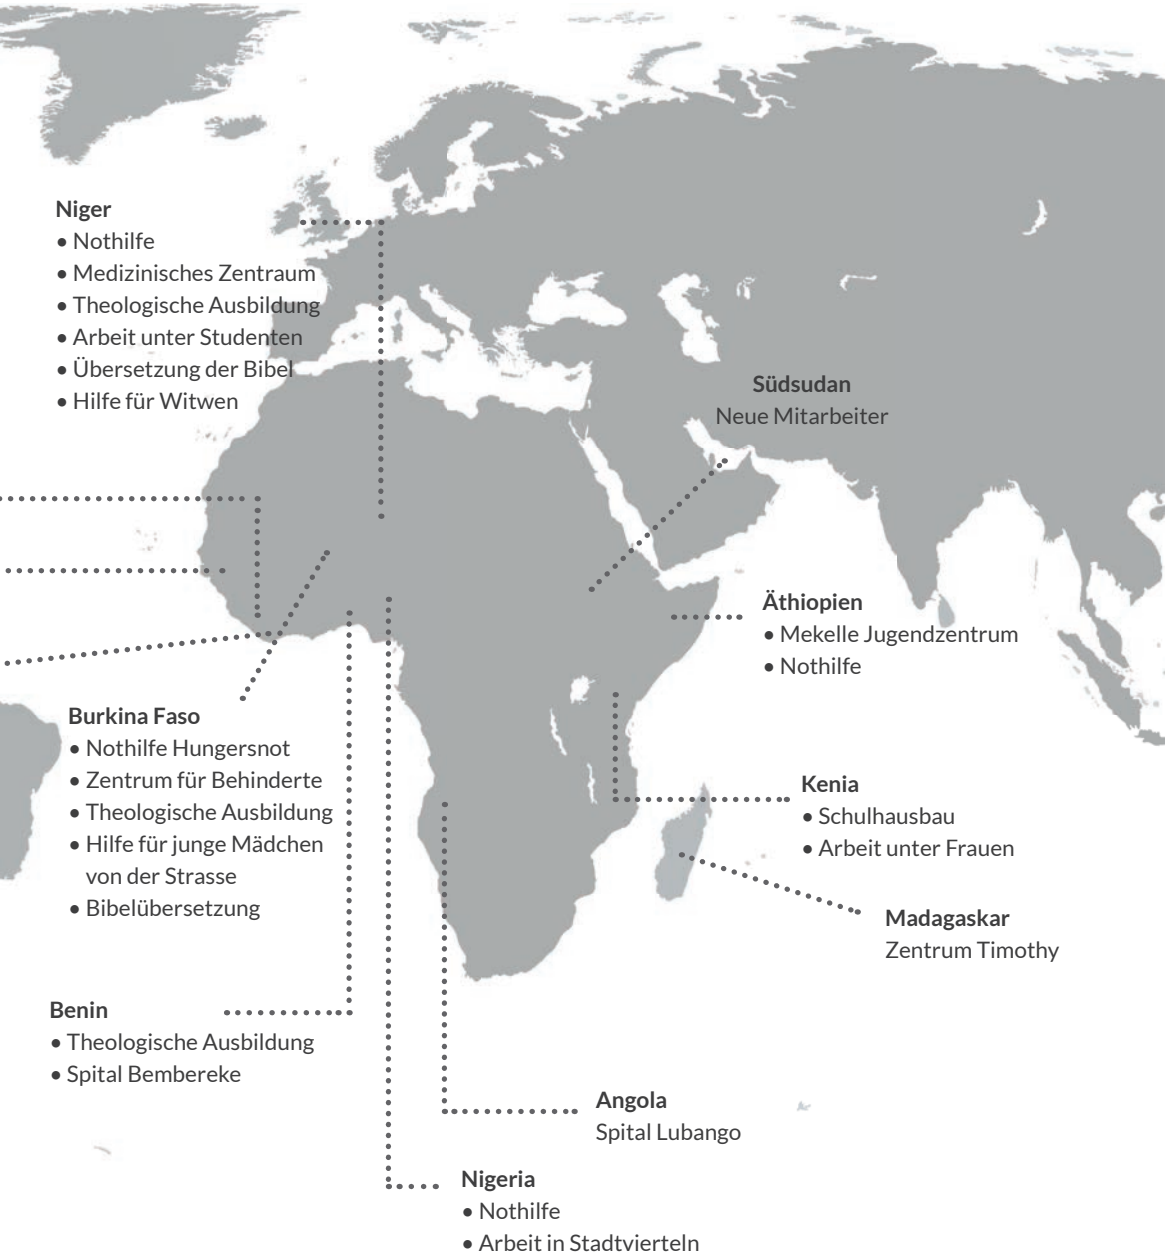 Niger
• Nothilfe
• Medizinisches Zentraum
• Theologische Ausbildung
• Arbeit unter Studenten
• Übersetzung der Bibel
• Hilfe für Witwen
Südsudan
Neue Mitarbeiter
Äthiopien
• Mekelle Jugendzentrum
• Nothilfe
Burkina Faso
• Nothilfe Hungersnot
• Zentrum für Behinderte
• Theologische Ausbildung
• Hilfe für junge Mädchen
von der Strasse
• Bibelübersetzung
Kenia
• Schulhausbau
• Arbeit unter Frauen
Madagaskar
Zentrum Timothy
Benin
• Theologische Ausbildung
• Spital Bembereke
Angola
Spital Lubango
Nigeria
• Nothilfe
• Arbeit in Stadtvierteln